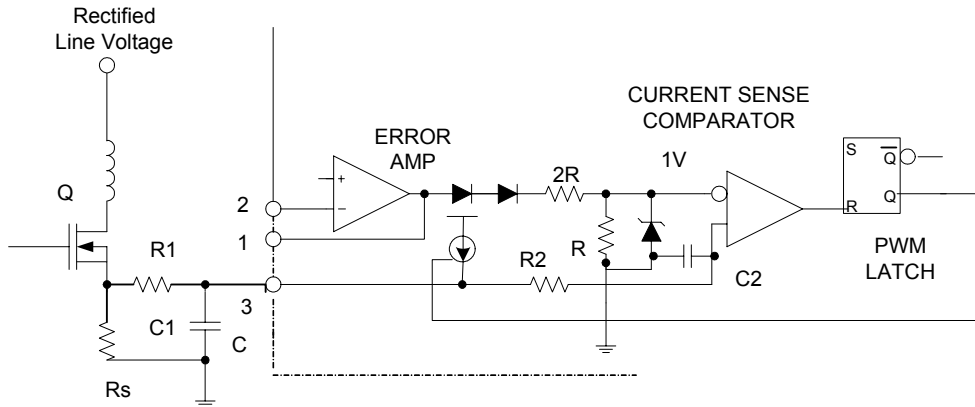 Rectified
Line Voltage
CURRENT SENSE
COMPARATOR
ERROR
AMP
1V
S
Q
Q
R
Q
2R
+
−
2
1
R1
R
R2
C2
PWM
LATCH
3
C1
C
Rs